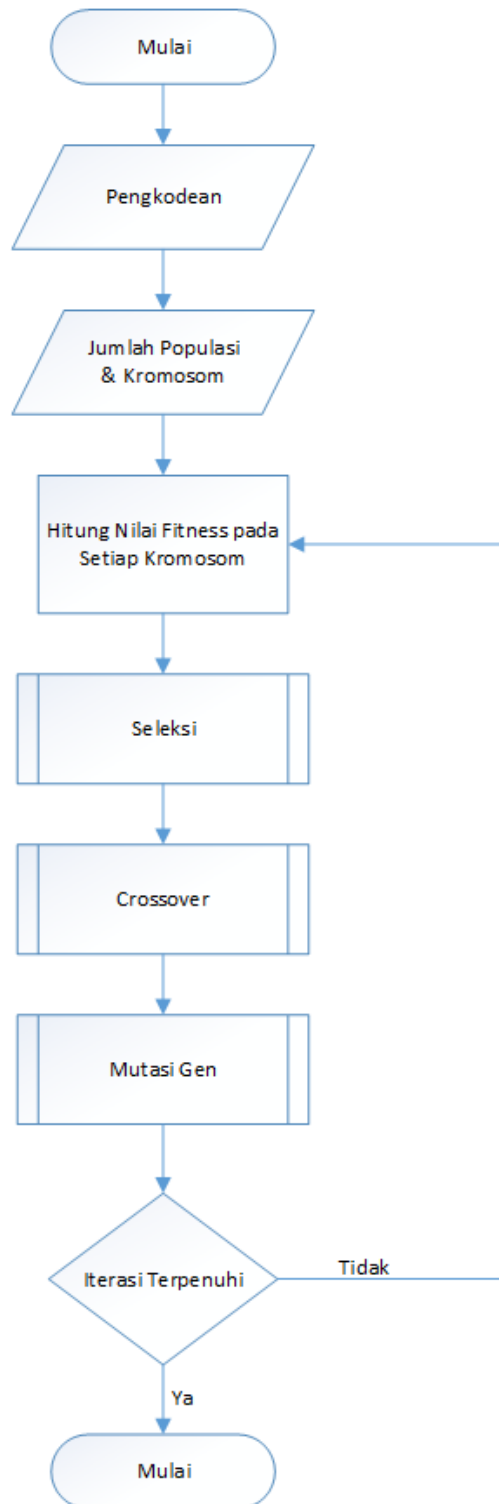 Mulai
Pengkodean
Jumlah Populasi
& Kromosom
Hitung Nilai Fitness pada
Setiap Kromosom
Seleksi
Crossover
Mutasi Gen
Iterasi Terpenuhi
Tidak
Ya
Mulai